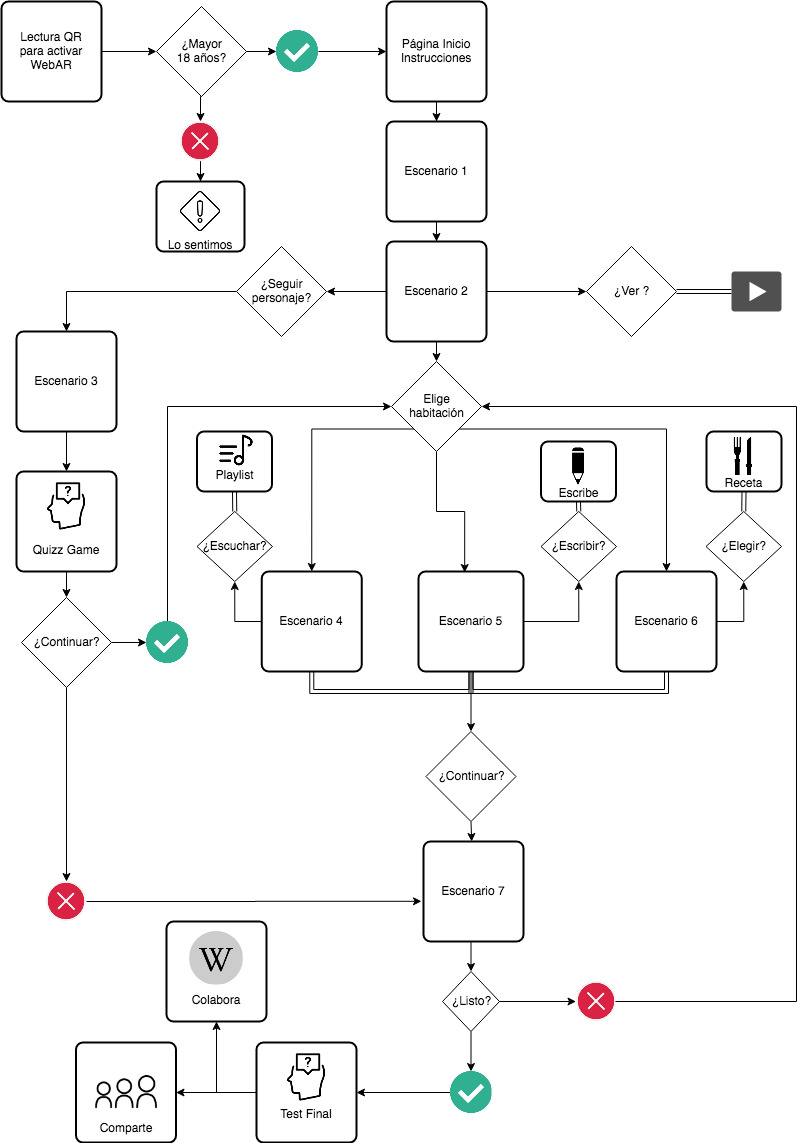 Lectura QR
para activar
WebAR
¿Mayor
18 años?
Página Inicio
Instrucciones
Lo sentimos
Escenario 1
¿Seguir
personaje?
Escenario 2
¿Ver ?
Escenario 3
Elige
habitación
Playlist
Escribe
Receta
?
Quizz Game
¿Escuchar?
¿Escribir?
¿Elegir?
¿Continuar?
Escenario 4
Escenario 5
Escenario 6
¿Continuar?
Escenario 7
W
Colabora
¿Listo?
?
Test Final
Comparte